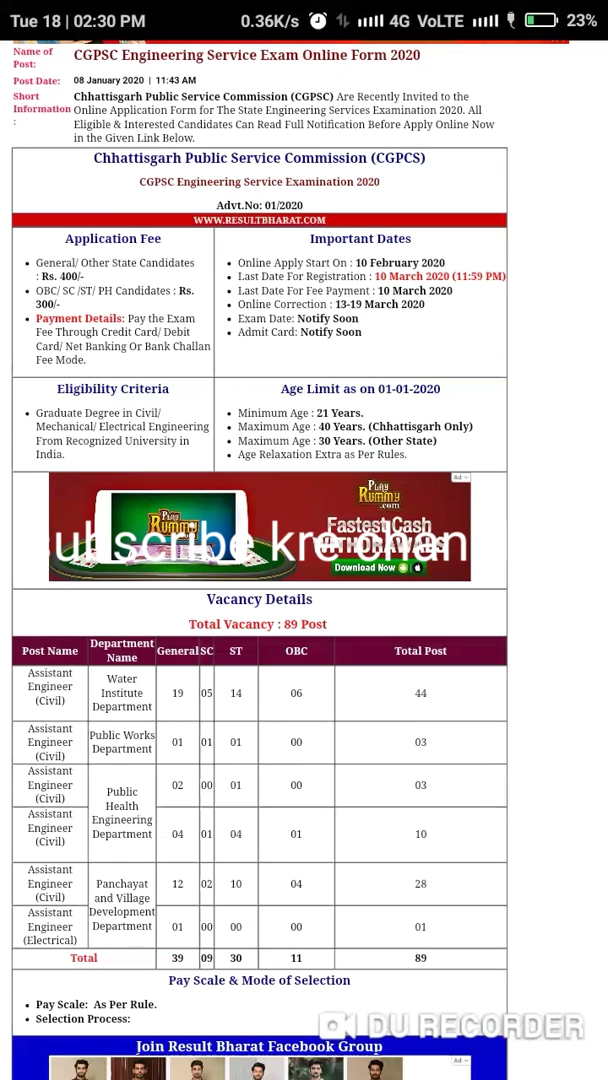 Tue 18 | 02:30 PM 0.36K/s 4G VoLTE 23%
Name of Post: CGPSC Engineering Service Exam Online Form 2020
Post Date: 08 January 2020 | 11:43 AM
Short Information : Chhattisgarh Public Service Commission (CGPSC) Are Recently Invited to the
Online Application Form for The State Engineering Services Examination 2020. All
Eligible & Interested Candidates Can Read Full Notification Before Apply Online Now
in the Given Link Below.
Chhattisgarh Public Service Commission (CGPCS)
CGPSC Engineering Service Examination 2020
Advt.No: 01/2020
WWW.RESULTBHARAT.COM
Application Fee
General/ Other State Candidates
: Rs. 400/-
OBC/ SC /ST/ PH Candidates : Rs.
300/-
Payment Details: Pay the Exam
Fee Through Credit Card/ Debit
Card/ Net Banking Or Bank Challan
Fee Mode.
Important Dates
Online Apply Start On : 10 February 2020
Last Date For Registration : 10 March 2020 (11:59 PM)
Last Date For Fee Payment : 10 March 2020
Online Correction : 13-19 March 2020
Exam Date: Notify Soon
Admit Card: Notify Soon
Eligibility Criteria
Graduate Degree in Civil/
Mechanical/ Electrical Engineering
From Recognized University in
India.
Age Limit as on 01-01-2020
Minimum Age : 21 Years.
Maximum Age : 40 Years. (Chhattisgarh Only)
Maximum Age : 30 Years. (Other State)
Age Relaxation Extra as Per Rules.
Ad
Play Rummy .com
Play Rummy .com
Fastest Cash
Withdrawals
Download Now
subscribe kre chan
Vacancy Details
Total Vacancy : 89 Post
Post Name Department Name General SC ST OBC Total Post
Assistant Engineer (Civil) Water Institute Department 19 05 14 06 44
Assistant Engineer (Civil) Public Works Department 01 01 01 00 03
Assistant Engineer (Civil) Public Health Engineering Department 02 00 01 00 03
Assistant Engineer (Civil) 04 01 04 01 10
Assistant Engineer (Civil) Panchayat and Village Development Department 12 02 10 04 28
Assistant Engineer (Electrical) 01 00 00 00 01
Total 39 09 30 11 89
Pay Scale & Mode of Selection
Pay Scale: As Per Rule.
Selection Process:
DU RECORDER
Join Result Bharat Facebook Group
Ad